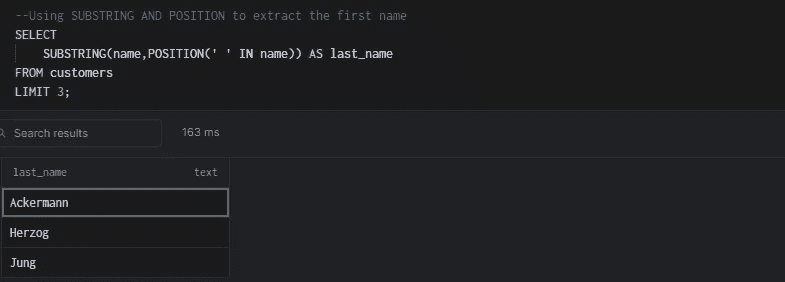 --Using SUBSTRING AND POSITION to extract the first name
SELECT
SUBSTRING(name,POSITION(' ' IN name)) AS last_name
FROM customers
LIMIT 3;
Search results 163 ms
last_name text
Ackermann
Herzog
Jung